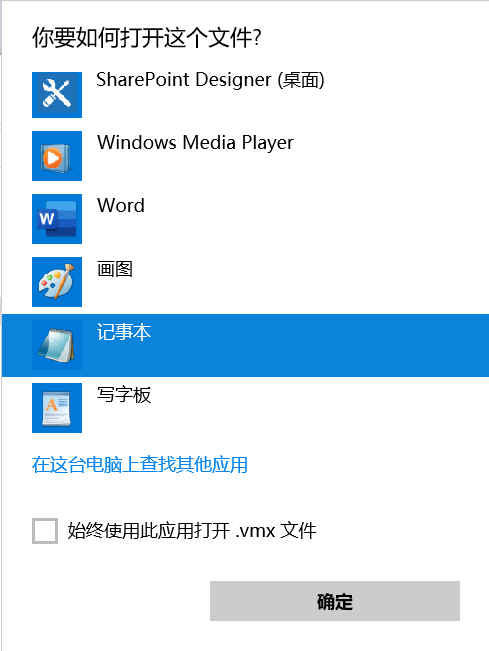 你要如何打开这个文件?
SharePoint Designer (桌面)
Windows Media Player
Word
画图
记事本
写字板
在这台电脑上查找其他应用
始终使用此应用打开 .vmx 文件
确定